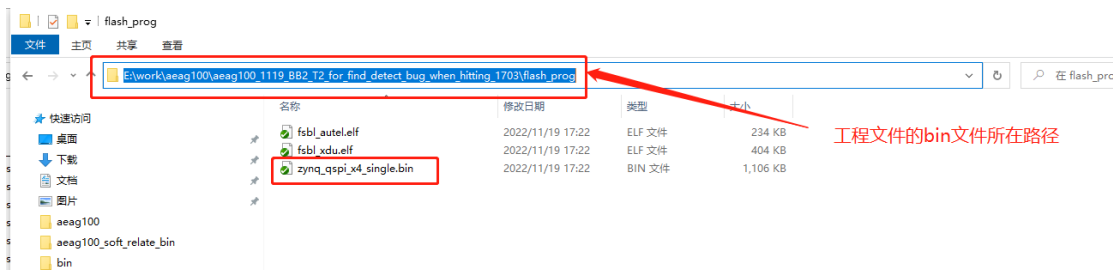 flash_prog
文件 主页 共享 查看
E:\work\aeag100\aeag100_1119_BB2_T2_for_find_detect_bug_when_hitting_1703\flash_prog
在 flash_pro
名称 修改日期 类型 大小
快速访问
桌面
下载
文档
图片
aeag100
aeag100_soft_relate_bin
bin
fsbl_autel.elf 2022/11/19 17:22 ELF 文件 234 KB
fsbl_xdu.elf 2022/11/19 17:22 ELF 文件 404 KB
zynq_qspi_x4_single.bin 2022/11/19 17:22 BIN 文件 1,106 KB
工程文件的bin文件所在路径